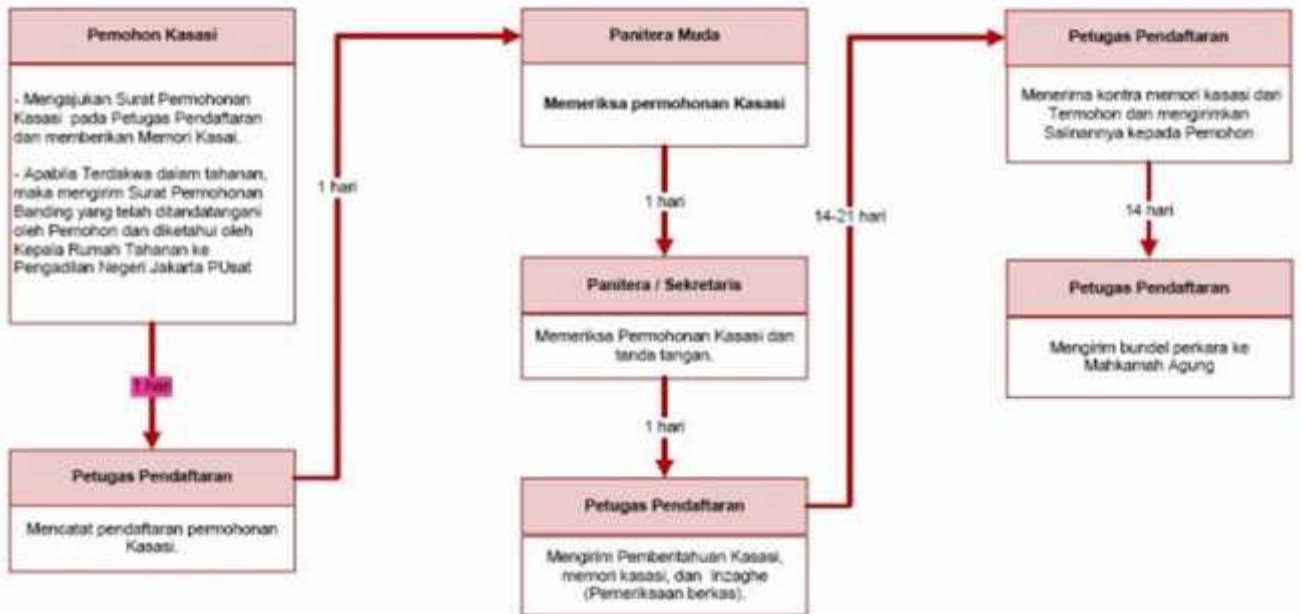 Pemohon Kasasi
- Mengajukan Surat Permohonan
Kasasi pada Petugas Pendaftaran
dan memberikan Memori Kasai.
- Apabila Terdakwa dalam tahanan,
maka mengirim Surat Permohonan
Banding yang telah ditandatangani
oleh Pemohon dan diketahui oleh
Kepala Rumah Tahanan ke
Pengadilan Negeri Jakarta PUsat
1 hari
Petugas Pendaftaran
Mencatat pendaftaran permohonan
Kasasi.
1 hari
Panitera Muda
Memeriksa permohonan Kasasi
1 hari
Panitera / Sekretaris
Memeriksa Permohonan Kasasi dan
tanda tangan.
1 hari
Petugas Pendaftaran
Mengirim Pemberitahuan Kasasi,
memori kasasi, dan Inzaghe
(Pemeriksaan berkas).
14-21 hari
Petugas Pendaftaran
Menerima kontra memori kasasi dari
Termohon dan mengirimkan
Salinannya kepada Pemohon
14 hari
Petugas Pendaftaran
Mengirim bundel perkara ke
Mahkamah Agung